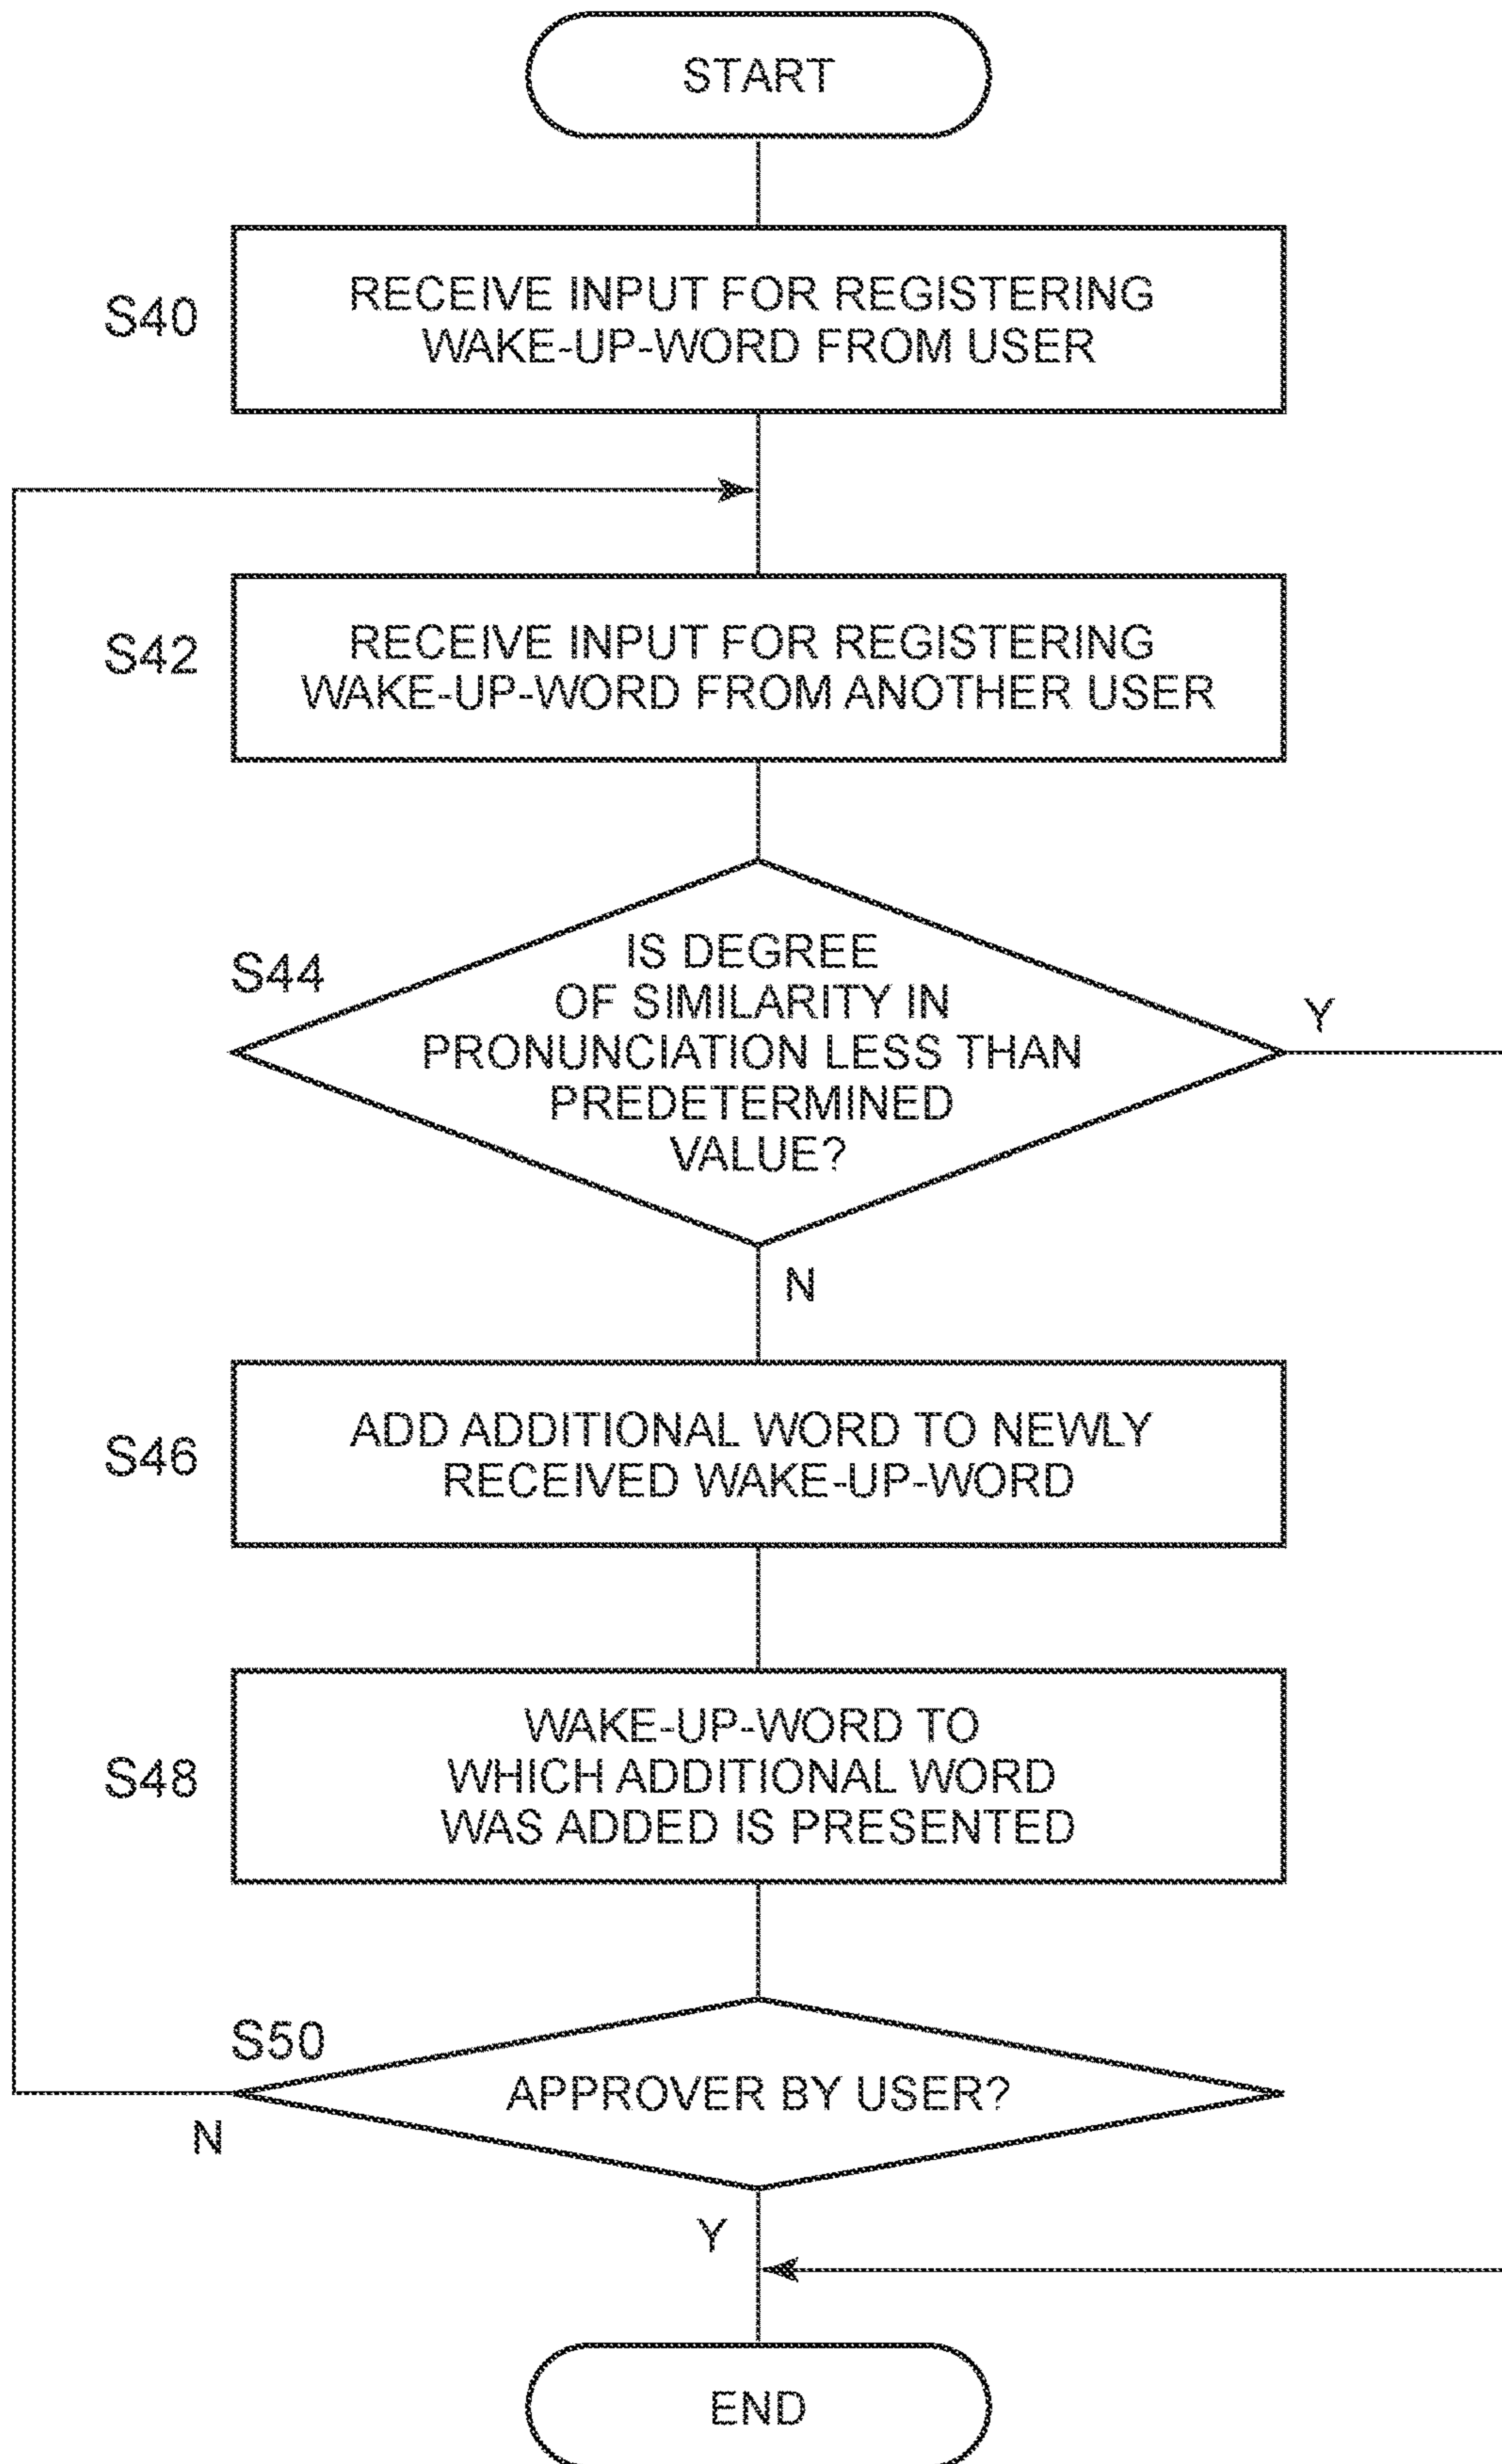 START
S40
RECEIVE INPUT FOR REGISTERING
WAKE-UP-WORD FROM USER
S42
RECEIVE INPUT FOR REGISTERING
WAKE-UP-WORD FROM ANOTHER USER
S44
IS DEGREE
OF SIMILARITY IN
PRONUNCIATION LESS THAN
PREDETERMINED
VALUE?
Y
N
S46
ADD ADDITIONAL WORD TO NEWLY
RECEIVED WAKE-UP-WORD
S48
WAKE-UP-WORD TO
WHICH ADDITIONAL WORD
WAS ADDED IS PRESENTED
S50
APPROVER BY USER?
N
Y
END